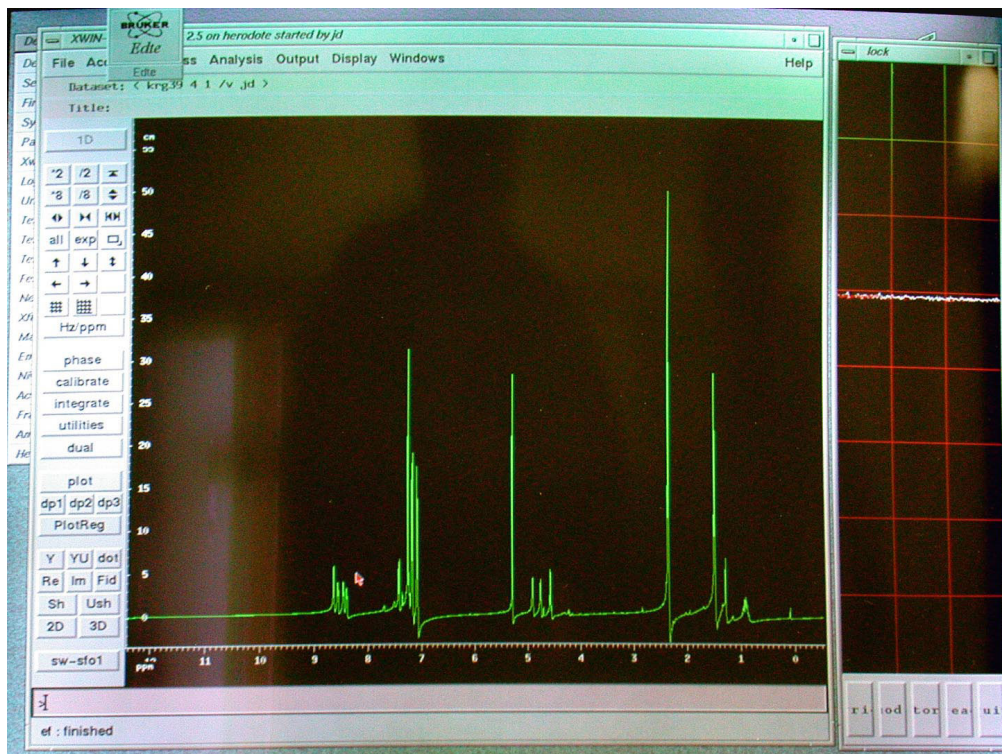 BRUKER
Edte
Edte
XWIN- 2.5 on herodote started by jd
File Analysis Output Display Windows Help
Dataset: < krg39 4 1 /v jd >
Title:
1D
*2 /2
*8 /8
all exp
Hz/ppm
phase
calibrate
integrate
utilities
dual
plot
dp1 dp2 dp3
PlotReg
Y YU dot
Re Im Fid
Sh Ush
2D 3D
sw-sfo1
cm
50
45
40
35
30
25
20
15
10
5
0
PPM 11 10 9 8 7 6 5 4 3 2 1 0
>
ef : finished
lock